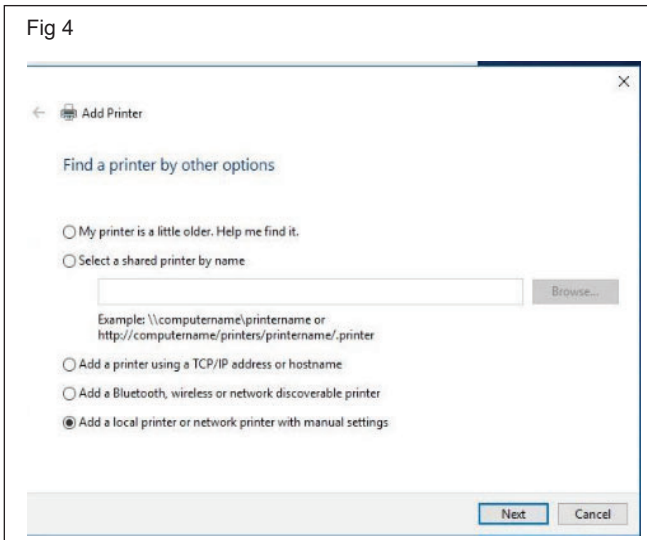 Fig 4
Add Printer
Find a printer by other options
My printer is a little older. Help me find it.
Select a shared printer by name
Browse...
Example: \\computername\printername or
http://computername/printers/printername/.printer
Add a printer using a TCP/IP address or hostname
Add a Bluetooth, wireless or network discoverable printer
Add a local printer or network printer with manual settings
Next Cancel